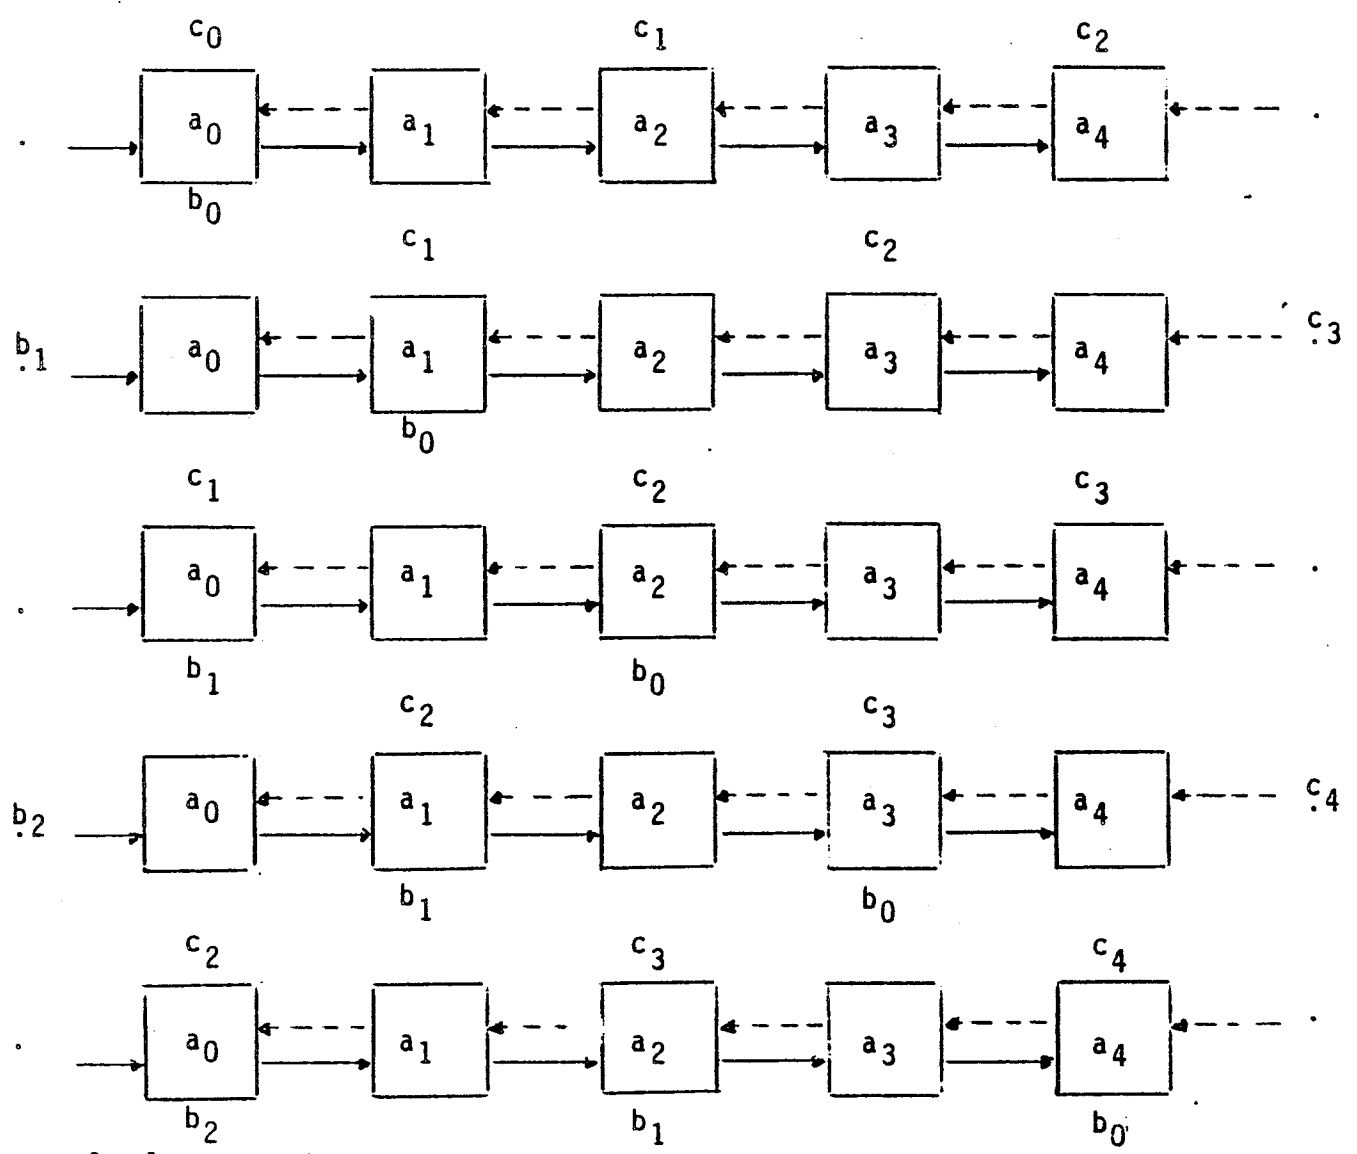 c0 c1 c2
a0 a1 a2 a3 a4
b0
c1 c2
b1 a0 a1 a2 a3 a4 c3
b0
c1 c2 c3
a0 a1 a2 a3 a4
b1 b0
c2 c3
b2 a0 a1 a2 a3 a4 c4
b1 b0
c2 c3 c4
a0 a1 a2 a3 a4
b2 b1 b0